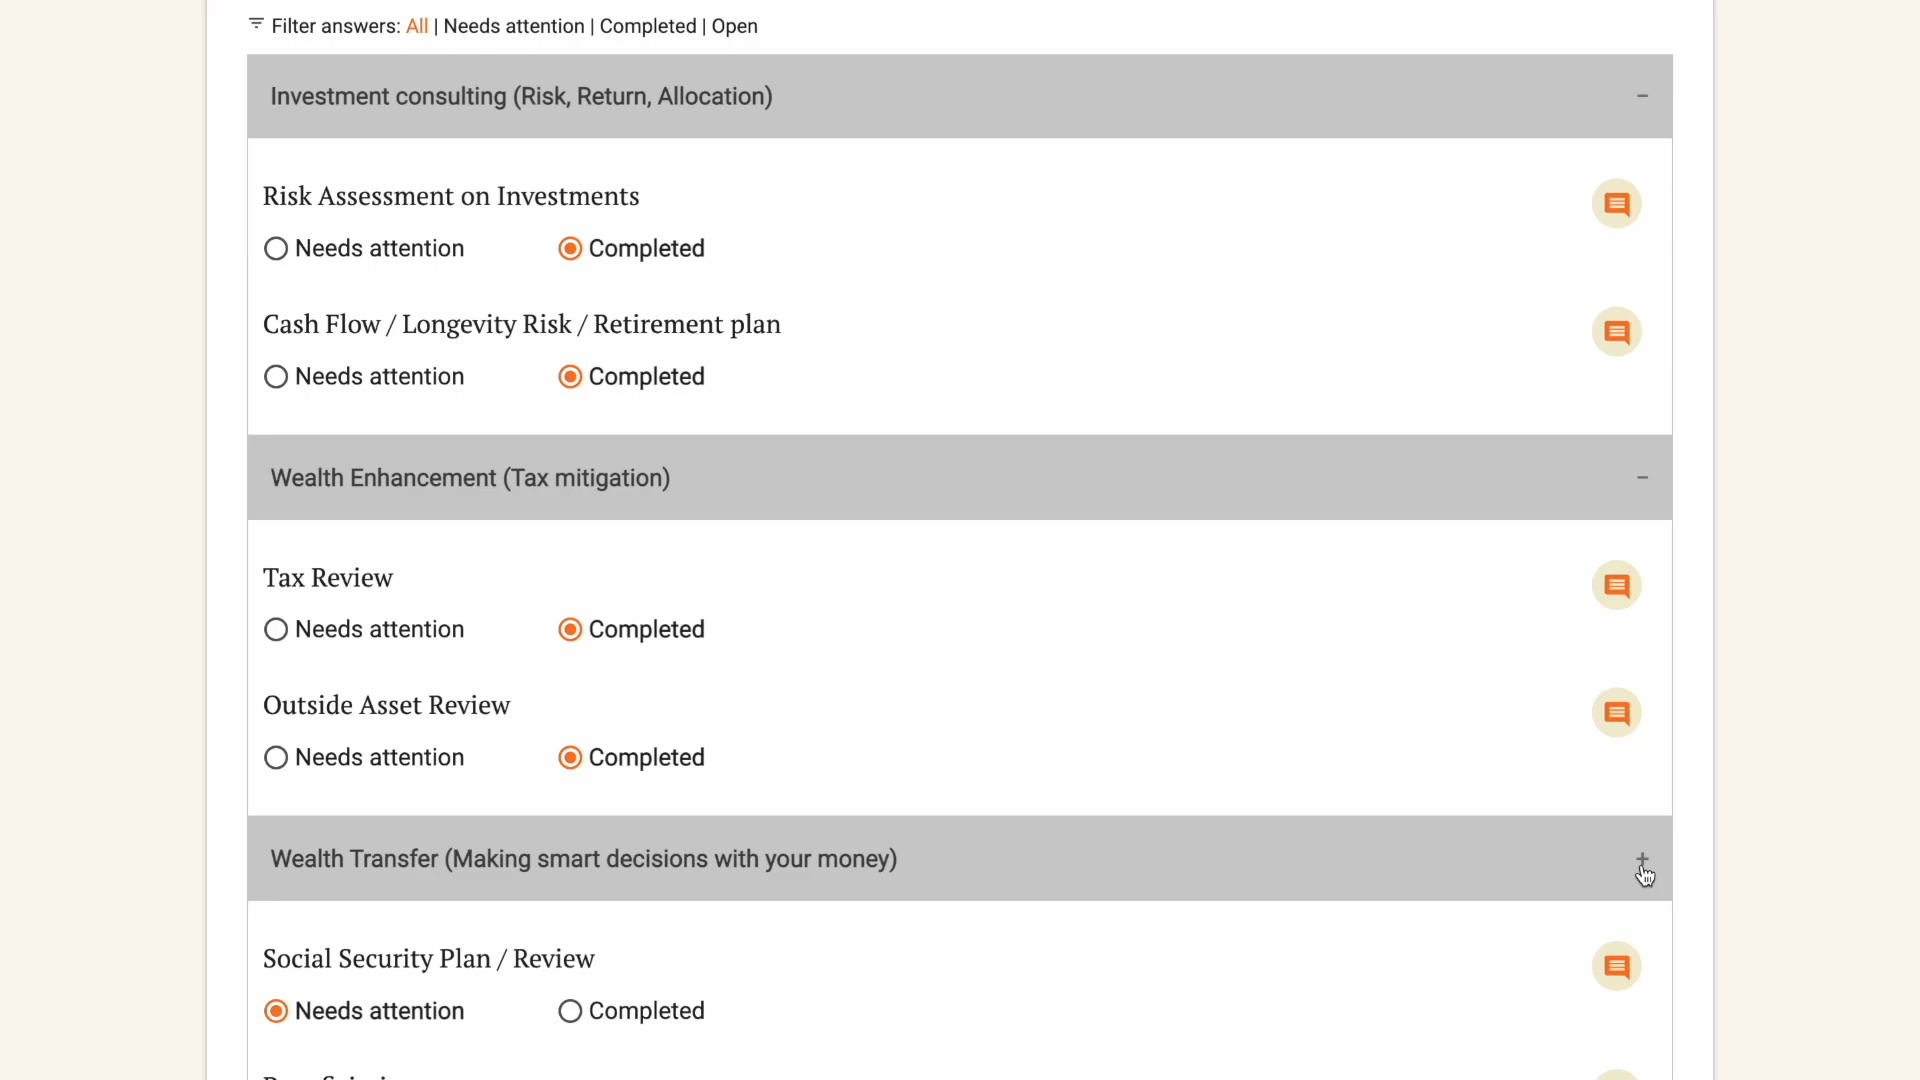 Filter answers: All | Needs attention | Completed | Open
Investment consulting (Risk, Return, Allocation)
Risk Assessment on Investments
Needs attention Completed
Cash Flow / Longevity Risk / Retirement plan
Needs attention Completed
Wealth Enhancement (Tax mitigation)
Tax Review
Needs attention Completed
Outside Asset Review
Needs attention Completed
Wealth Transfer (Making smart decisions with your money)
Social Security Plan / Review
Needs attention Completed